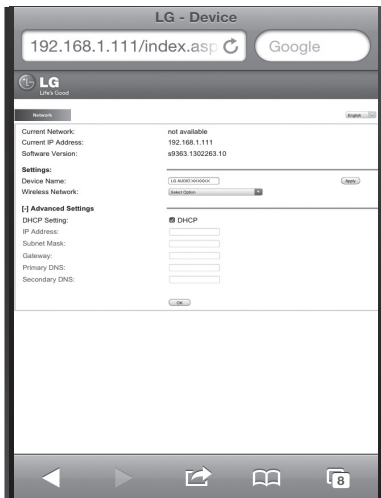 LG - Device
192.168.1.111/index.asp Google
LG
Life's Good
Network English
Current Network: not available
Current IP Address: 192.168.1.111
Software Version: s9363.1302263.10
Settings:
Device Name: LG AUDIO XXXXXXX Apply
Wireless Network: Select Option
[-] Advanced Settings
DHCP Setting: DHCP
IP Address:
Subnet Mask:
Gateway:
Primary DNS:
Secondary DNS:
OK
8